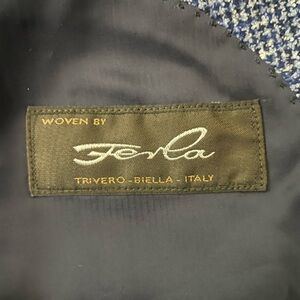 WOVEN BY
Ferla
TRIVERO - BIELLA - ITALY